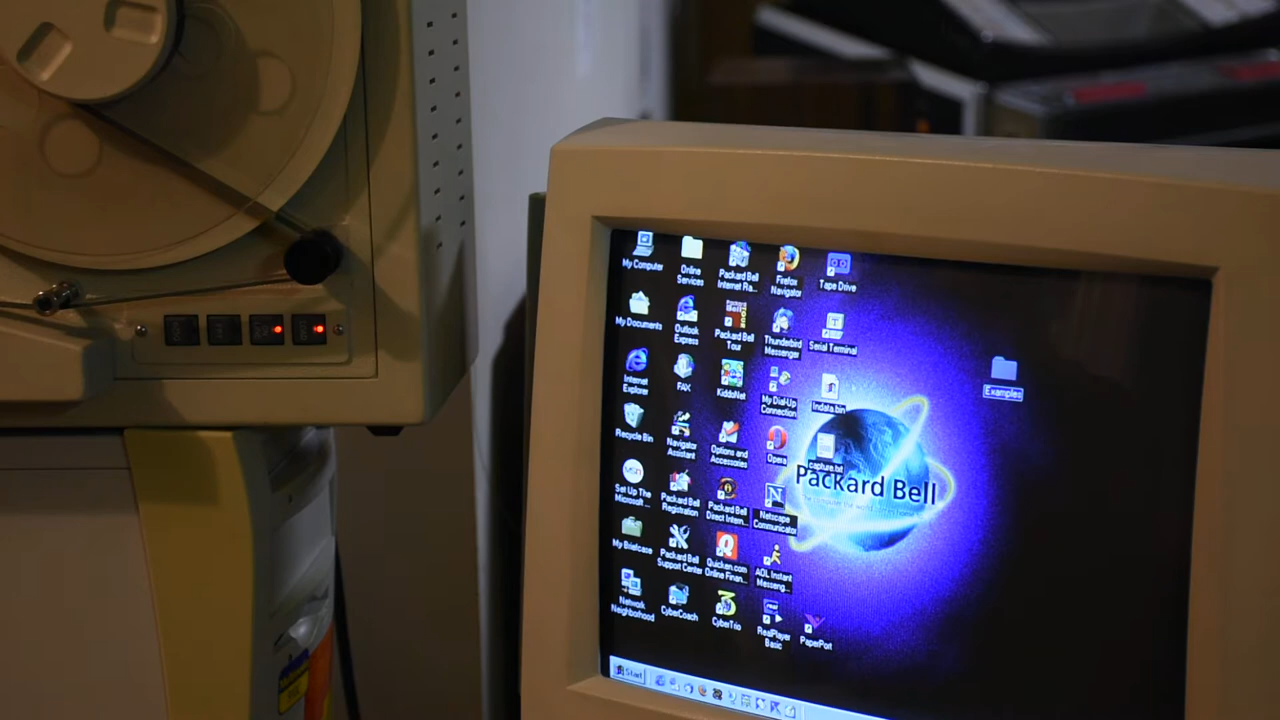 My Computer
Online
Services
Packard Bell
Internet Ra...
Firefox
Navigator
Tape Drive
My Documents
Outlook
Express
Packard Bell
Tour
Thunderbird
Messenger
Serial Terminal
Examples
Internet
Explorer
FAX
KiddoNet
My Dial-Up
Connection
Indata.bin
Recycle Bin
Navigator
Assistant
Options and
Accessories
Opera
capture.txt
Packard Bell
Set Up The
Microsoft ...
Packard Bell
Registration
Packard Bell
Direct Intern...
Netscape
Communicator
My Briefcase
Packard Bell
Support Center
Quicken.com
Online Finan...
AOL Instant
Messeng...
Network
Neighborhood
CyberCoach
CyberTrio
RealPlayer
Basic
PaperPort
Start